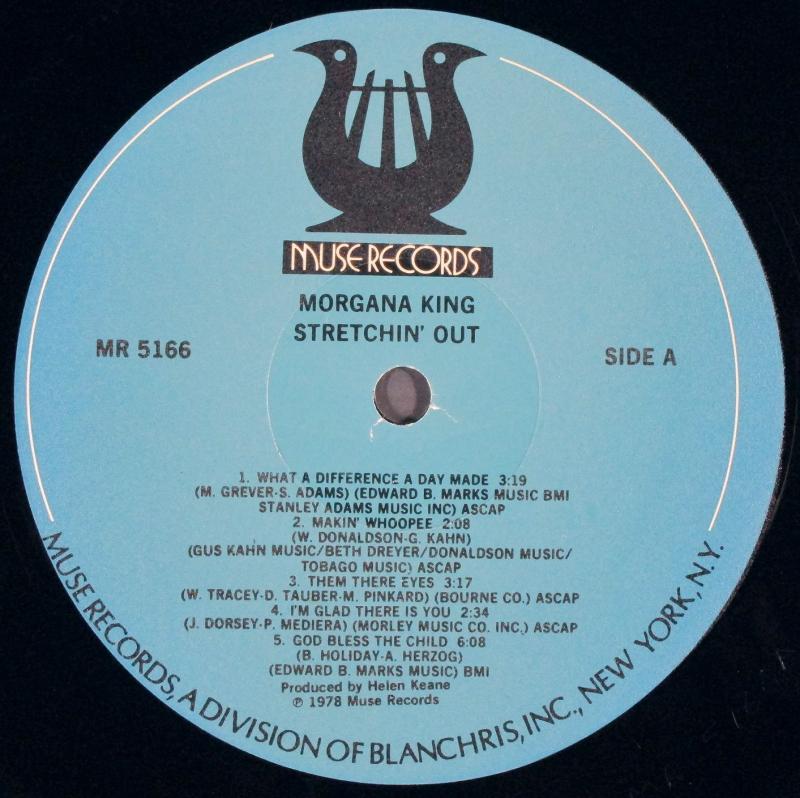 MUSE RECORDS
MORGANA KING
STRETCHIN' OUT
MR 5166
SIDE A
1. WHAT A DIFFERENCE A DAY MADE 3:19
(M. GREVER-S. ADAMS) (EDWARD B. MARKS MUSIC BMI
STANLEY ADAMS MUSIC INC) ASCAP
2. MAKIN' WHOOPEE 2:08
(W. DONALDSON-G. KAHN)
(GUS KAHN MUSIC/BETH DREYER/DONALDSON MUSIC/
TOBAGO MUSIC) ASCAP
3. THEM THERE EYES 3:17
(W. TRACEY-D. TAUBER-M. PINKARD) (BOURNE CO.) ASCAP
4. I'M GLAD THERE IS YOU 2:34
(J. DORSEY-P. MEDIERA) (MORLEY MUSIC CO. INC.) ASCAP
5. GOD BLESS THE CHILD 6:08
(B. HOLIDAY-A. HERZOG)
(EDWARD B. MARKS MUSIC) BMI
Produced by Helen Keane
℗ 1978 Muse Records
MUSE RECORDS, A DIVISION OF BLANCHRIS, INC., NEW YORK, N.Y.